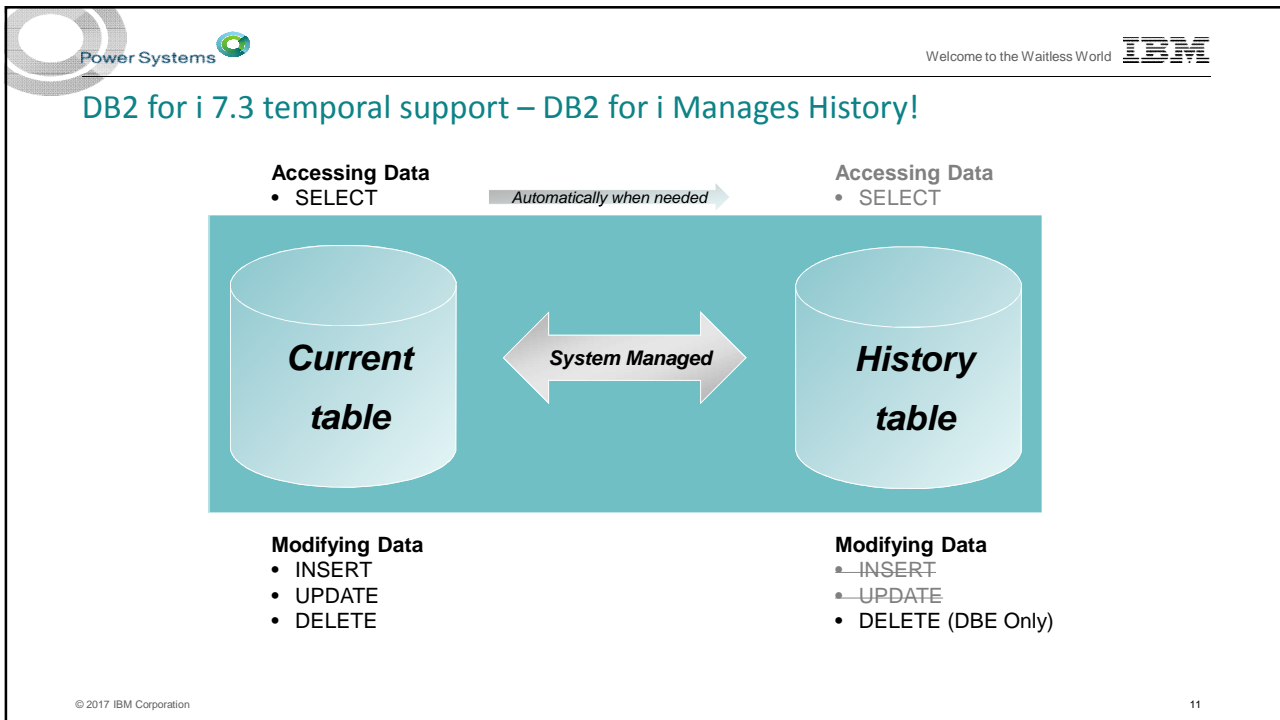 Power Systems
Welcome to the Waitless World IBM
DB2 for i 7.3 temporal support – DB2 for i Manages History!
Accessing Data
• SELECT
Automatically when needed
Accessing Data
• SELECT
Current
table
System Managed
History
table
Modifying Data
• INSERT
• UPDATE
• DELETE
Modifying Data
• INSERT
• UPDATE
• DELETE (DBE Only)
© 2017 IBM Corporation
11